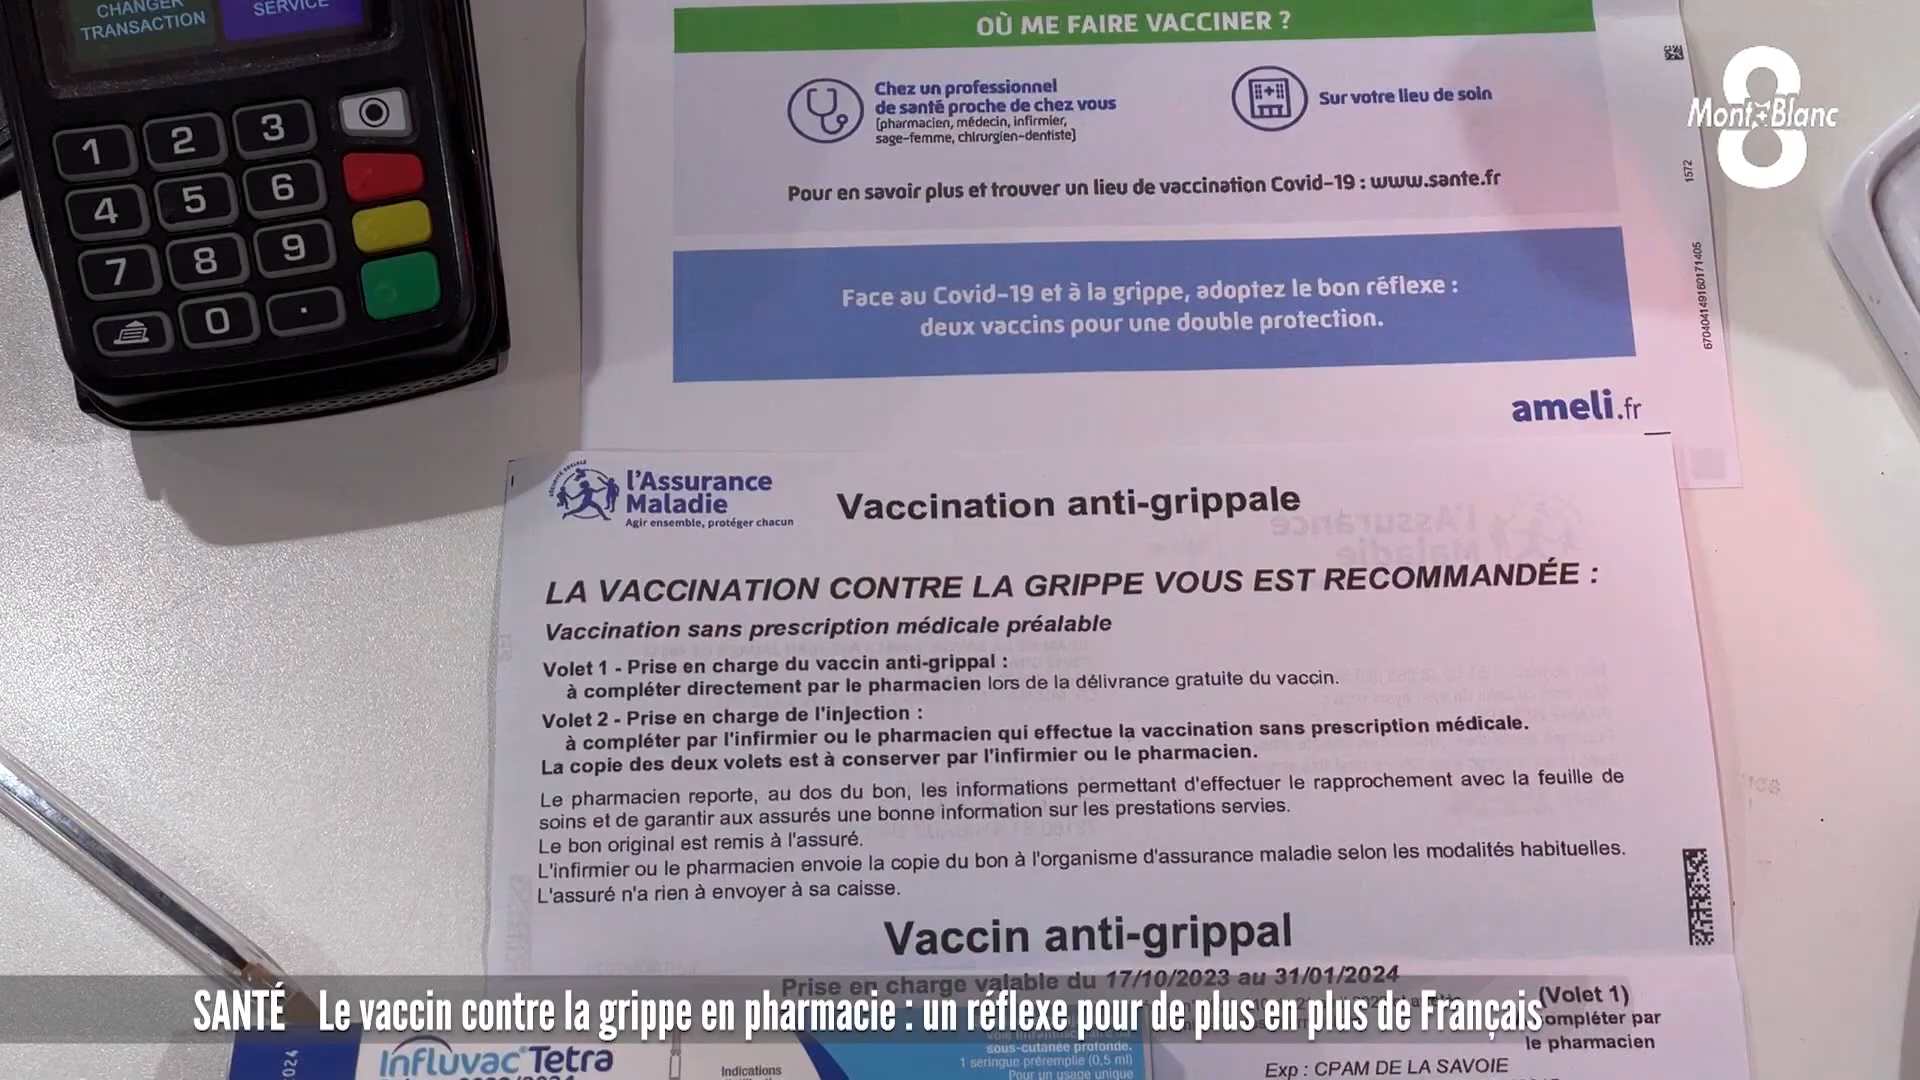 CHANGER
TRANSACTION
SERVICE
1 2 3
4 5 6
7 8 9
0 .
OÙ ME FAIRE VACCINER ?
Chez un professionnel
de santé proche de chez vous
(pharmacien, médecin, infirmier,
sage-femme, chirurgien-dentiste)
Sur votre lieu de soin
Pour en savoir plus et trouver un lieu de vaccination Covid-19 : www.sante.fr
Face au Covid-19 et à la grippe, adoptez le bon réflexe :
deux vaccins pour une double protection.
ameli.fr
8
Mont-Blanc
1572
6704041491601 71405
l'Assurance
Maladie
Agir ensemble, protéger chacun
Vaccination anti-grippale
LA VACCINATION CONTRE LA GRIPPE VOUS EST RECOMMANDÉE :
Vaccination sans prescription médicale préalable
Volet 1 - Prise en charge du vaccin anti-grippal :
à compléter directement par le pharmacien lors de la délivrance gratuite du vaccin.
Volet 2 - Prise en charge de l'injection :
à compléter par l'infirmier ou le pharmacien qui effectue la vaccination sans prescription médicale.
La copie des deux volets est à conserver par l'infirmier ou le pharmacien.
Le pharmacien reporte, au dos du bon, les informations permettant d'effectuer le rapprochement avec la feuille de
soins et de garantir aux assurés une bonne information sur les prestations servies.
Le bon original est remis à l'assuré.
L'infirmier ou le pharmacien envoie la copie du bon à l'organisme d'assurance maladie selon les modalités habituelles.
L'assuré n'a rien à envoyer à sa caisse.
Vaccin anti-grippal
Prise en charge valable du 17/10/2023 au 31/01/2024
(Volet 1)
ompléter par
le pharmacien
Exp : CPAM DE LA SAVOIE
SANTÉ Le vaccin contre la grippe en pharmacie : un réflexe pour de plus en plus de Français
2024
Influvac Tetra
Indications
sous-cutanée profonde.
1 seringue préremplie (0,5 ml)
Pour un usage unique